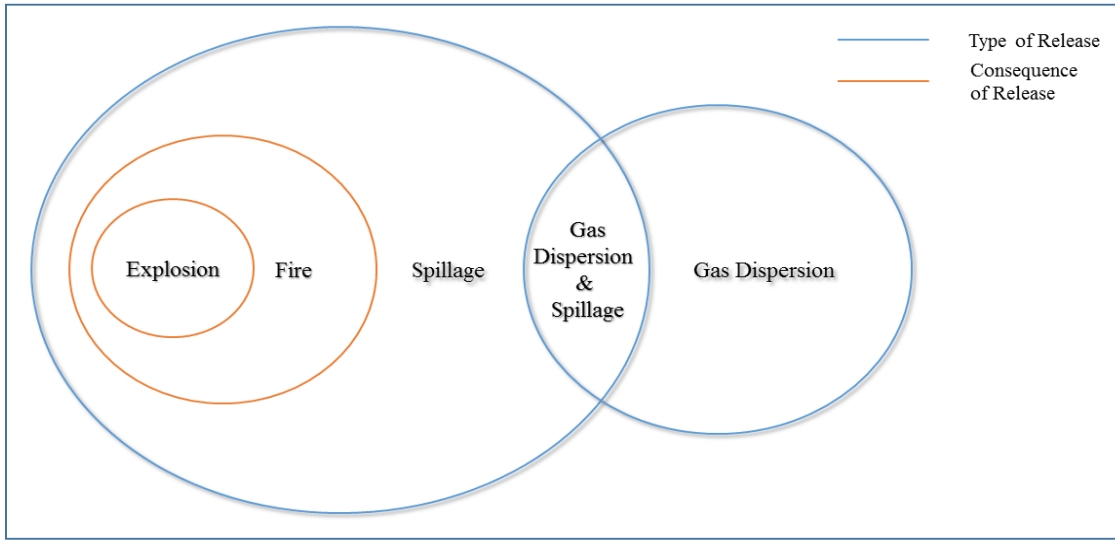 Type of Release
Consequence
of Release
Explosion
Fire
Spillage
Gas
Dispersion
&
Spillage
Gas Dispersion